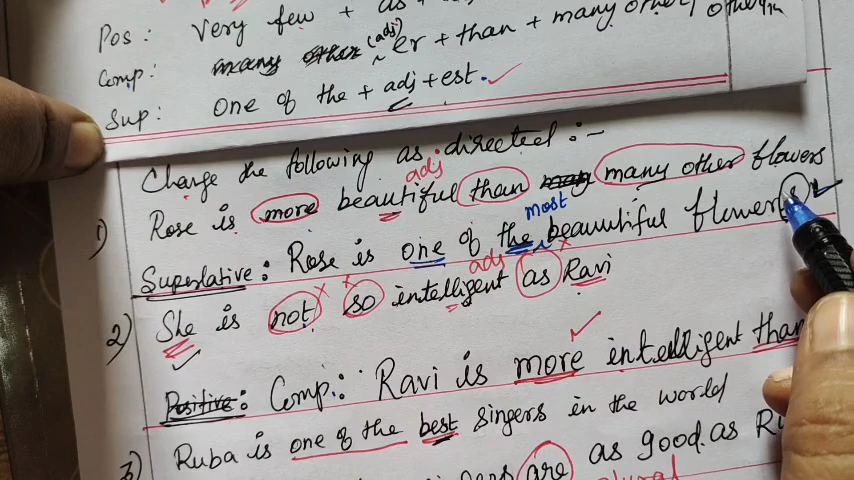 Pos: Very few + as +
Comp: many other (adj) er + than + many other
Sup: One of the + adj + est.
Change the following as directed :-
adj
1) Rose is more beautiful than many many other flowers
most
Superlative: Rose is one of the beautiful flowers
adj
2) She is not so intelligent as Ravi
Positive: Comp: Ravi is more intelligent than
3) Ruba is one of the best singers in the world
are as good as
plural